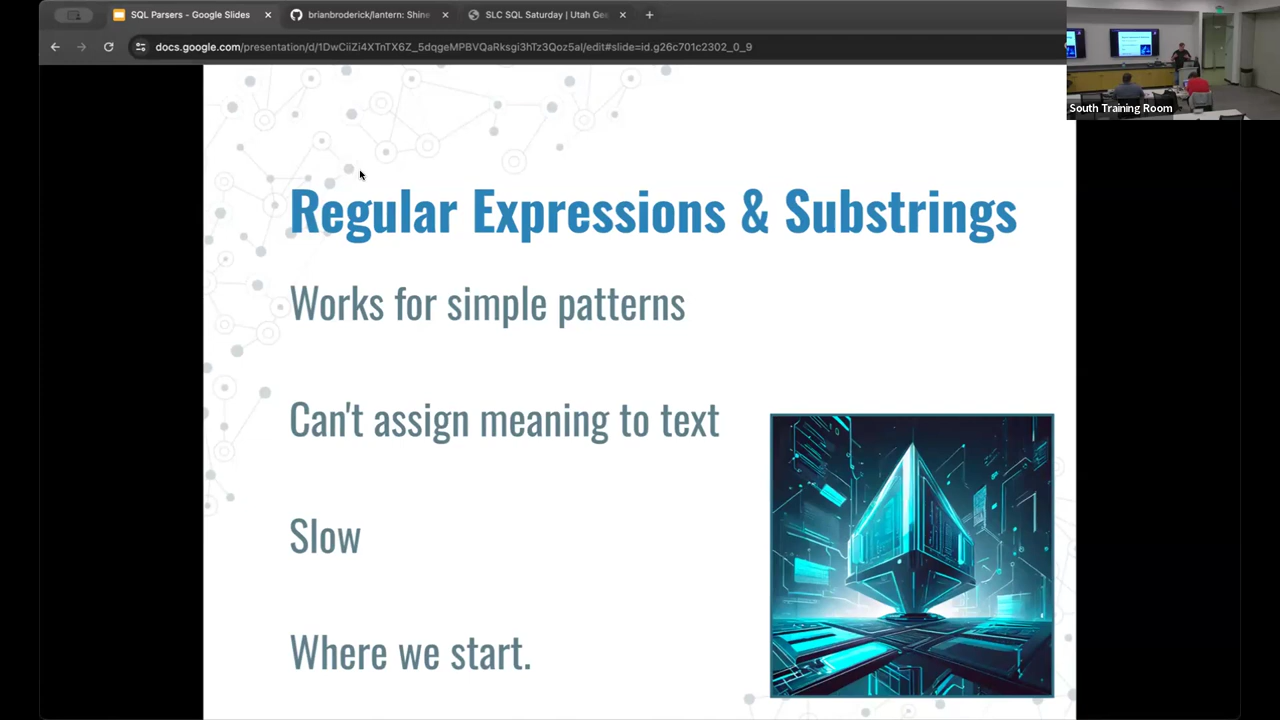 SQL Parsers - Google Slides
brianbroderick/lantern: Shine
SLC SQL Saturday | Utah Ge
docs.google.com/presentation/d/1DwCiiZi4XTnTX6Z_5dqgeMPBVQaRksgi3hTz3Qoz5aI/edit#slide=id.g26c701c2302_0_9
South Training Room
Regular Expressions & Substrings
Works for simple patterns
Can't assign meaning to text
Slow
Where we start.